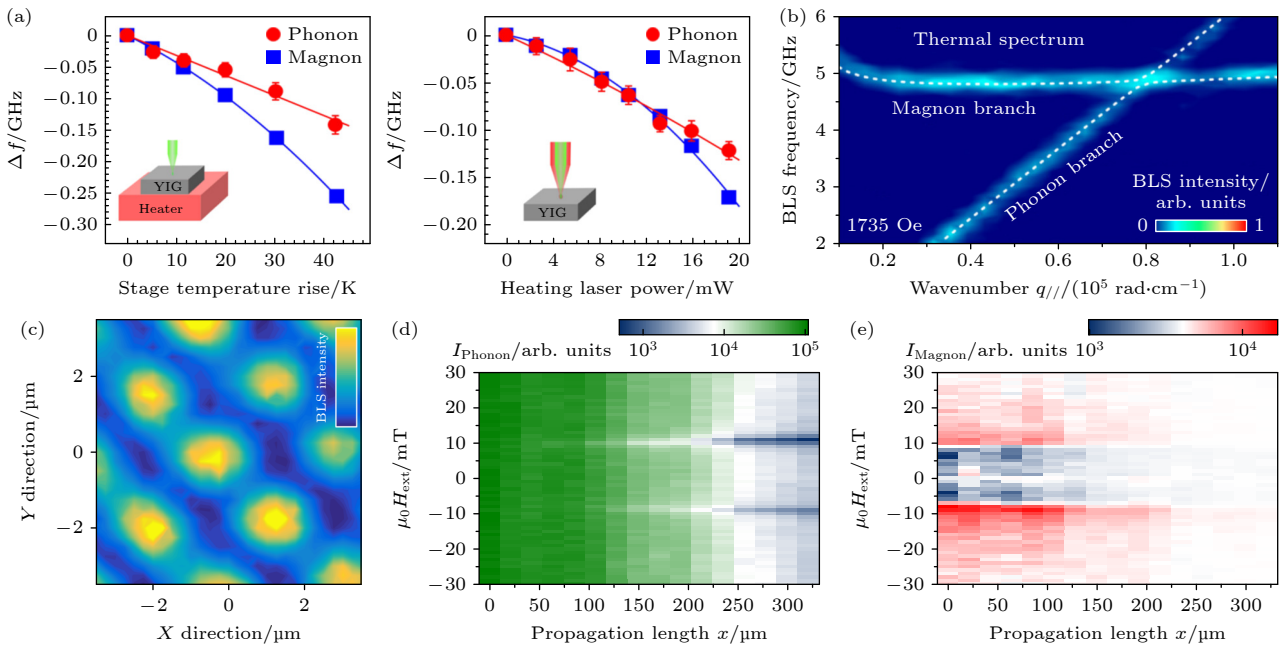 (a)
0
−0.05
−0.10
−0.15
−0.20
−0.25
−0.30
Δf/GHz
Phonon
Magnon
YIG
Heater
0 10 20 30 40
Stage temperature rise/K
0
−0.05
−0.10
−0.15
−0.20
Δf/GHz
Phonon
Magnon
YIG
0 4 8 12 16 20
Heating laser power/mW
(b)
6
5
4
3
2
BLS frequency/GHz
Thermal spectrum
Magnon branch
Phonon branch
BLS intensity/
arb. units
0 1
1735 Oe
0.2 0.4 0.6 0.8 1.0
Wavenumber q///(10⁵ rad·cm⁻¹)
(c)
2
0
−2
Y direction/μm
BLS intensity
−2 0 2
X direction/μm
(d)
I_Phonon/arb. units
10³ 10⁴ 10⁵
30
20
10
0
−10
−20
−30
μ₀H_ext/mT
0 50 100 150 200 250 300
Propagation length x/μm
(e)
I_Magnon/arb. units
10³ 10⁴
30
20
10
0
−10
−20
−30
μ₀H_ext/mT
0 50 100 150 200 250 300
Propagation length x/μm